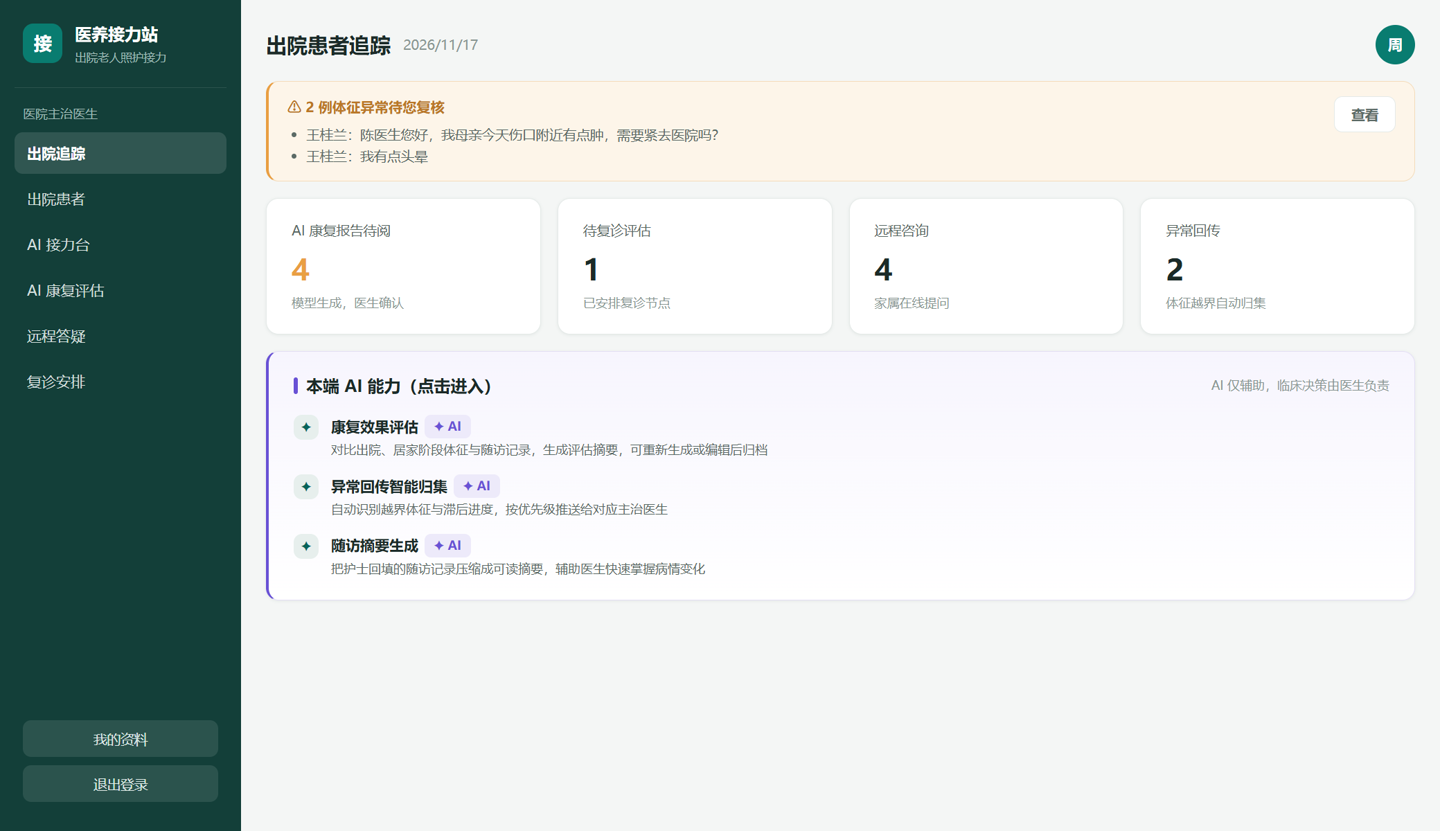 接
医养接力站
出院老人照护接力
医院主治医生
出院追踪
出院患者
AI 接力台
AI 康复评估
远程答疑
复诊安排
我的资料
退出登录
出院患者追踪 2026/11/17
周
2 例体征异常待您复核
查看
王桂兰：陈医生您好，我母亲今天伤口附近有点肿，需要紧去医院吗？
王桂兰：我有点头晕
AI 康复报告待阅
4
模型生成，医生确认
待复诊评估
1
已安排复诊节点
远程咨询
4
家属在线提问
异常回传
2
体征越界自动归集
本端 AI 能力（点击进入）
AI 仅辅助，临床决策由医生负责
康复效果评估 AI
对比出院、居家阶段体征与随访记录，生成评估摘要，可重新生成或编辑后归档
异常回传智能归集 AI
自动识别越界体征与滞后进度，按优先级推送给对应主治医生
随访摘要生成 AI
把护士回填的随访记录压缩成可读摘要，辅助医生快速掌握病情变化